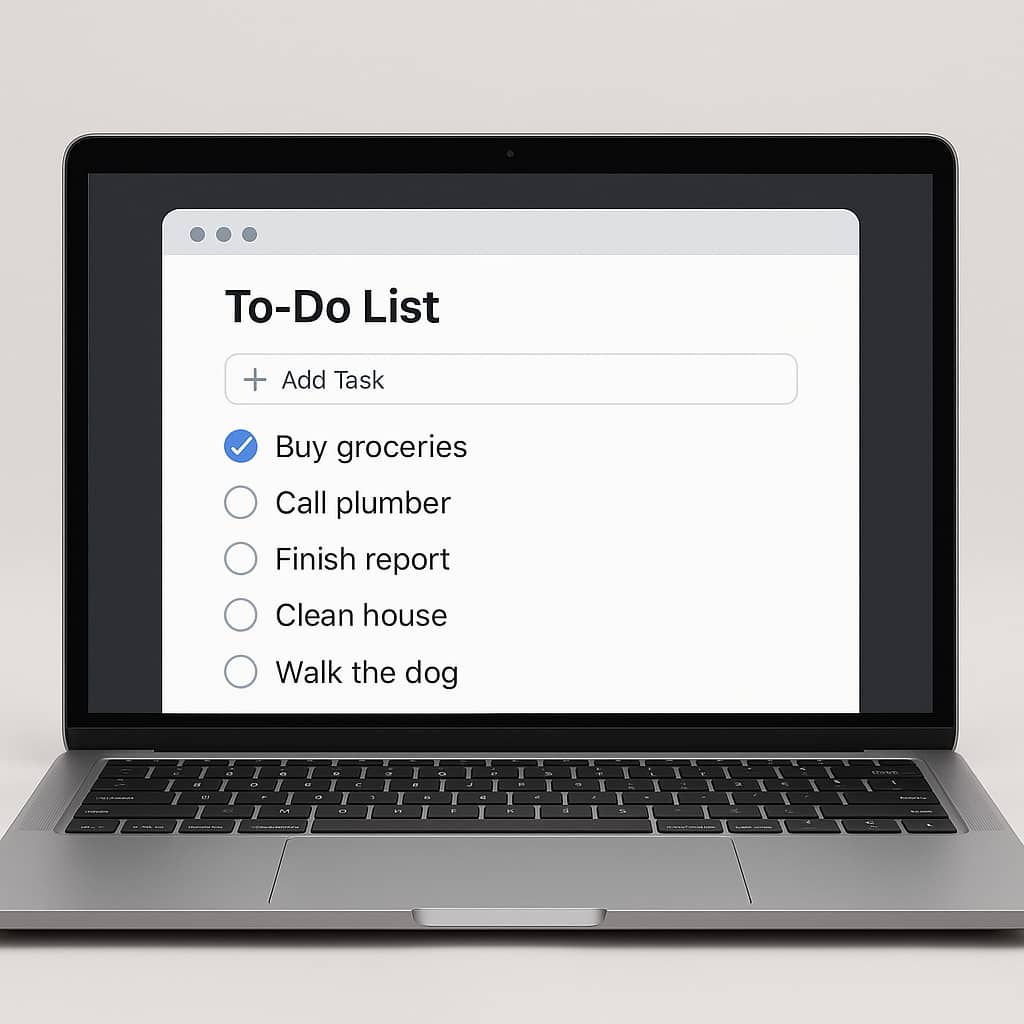 To-Do List
+ Add Task
Buy groceries
Call plumber
Finish report
Clean house
Walk the dog